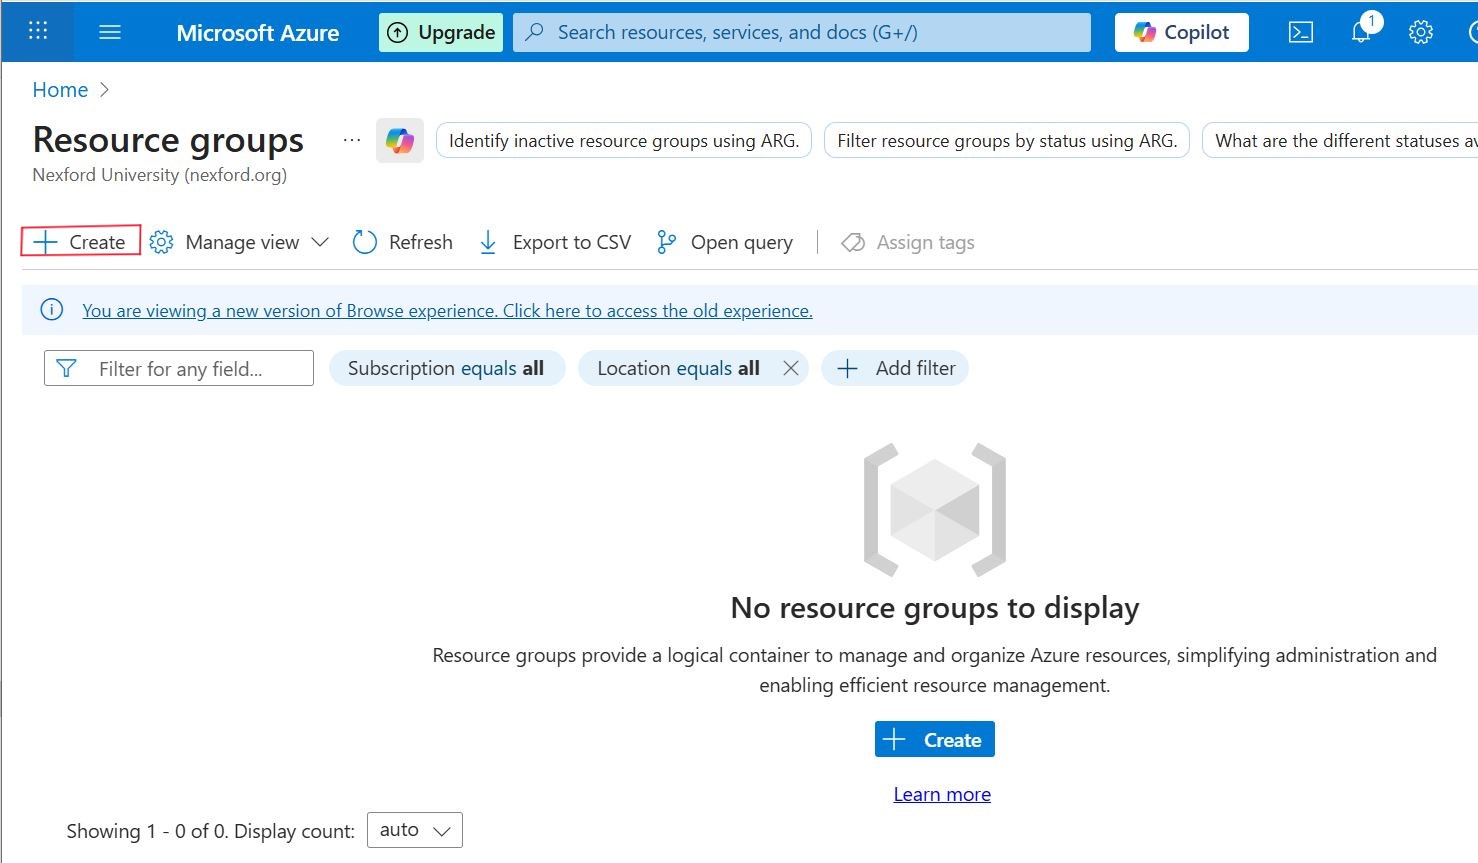 Microsoft Azure
Upgrade
Search resources, services, and docs (G+/)
Copilot
1
Home
Resource groups
...
Identify inactive resource groups using ARG.
Filter resource groups by status using ARG.
What are the different statuses
Nexford University (nexford.org)
Create
Manage view
Refresh
Export to CSV
Open query
Assign tags
You are viewing a new version of Browse experience. Click here to access the old experience.
Filter for any field...
Subscription equals all
Location equals all
Add filter
No resource groups to display
Resource groups provide a logical container to manage and organize Azure resources, simplifying administration and
enabling efficient resource management.
Create
Learn more
Showing 1 - 0 of 0. Display count:
auto